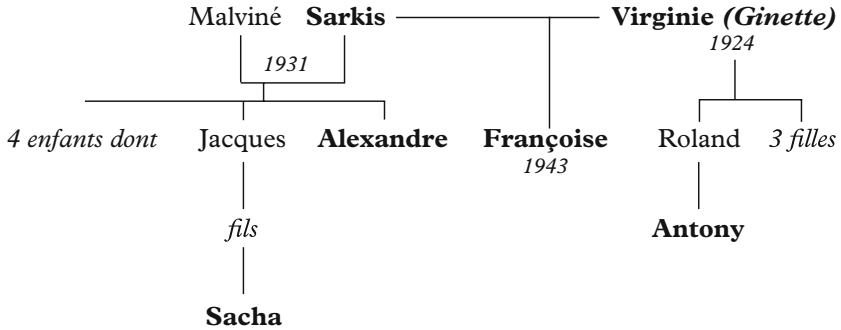 Malviné Sarkis Virginie (Ginette)
1924
1931
4 enfants dont Jacques Alexandre Françoise Roland 3 filles
1943
fils Antony
Sacha